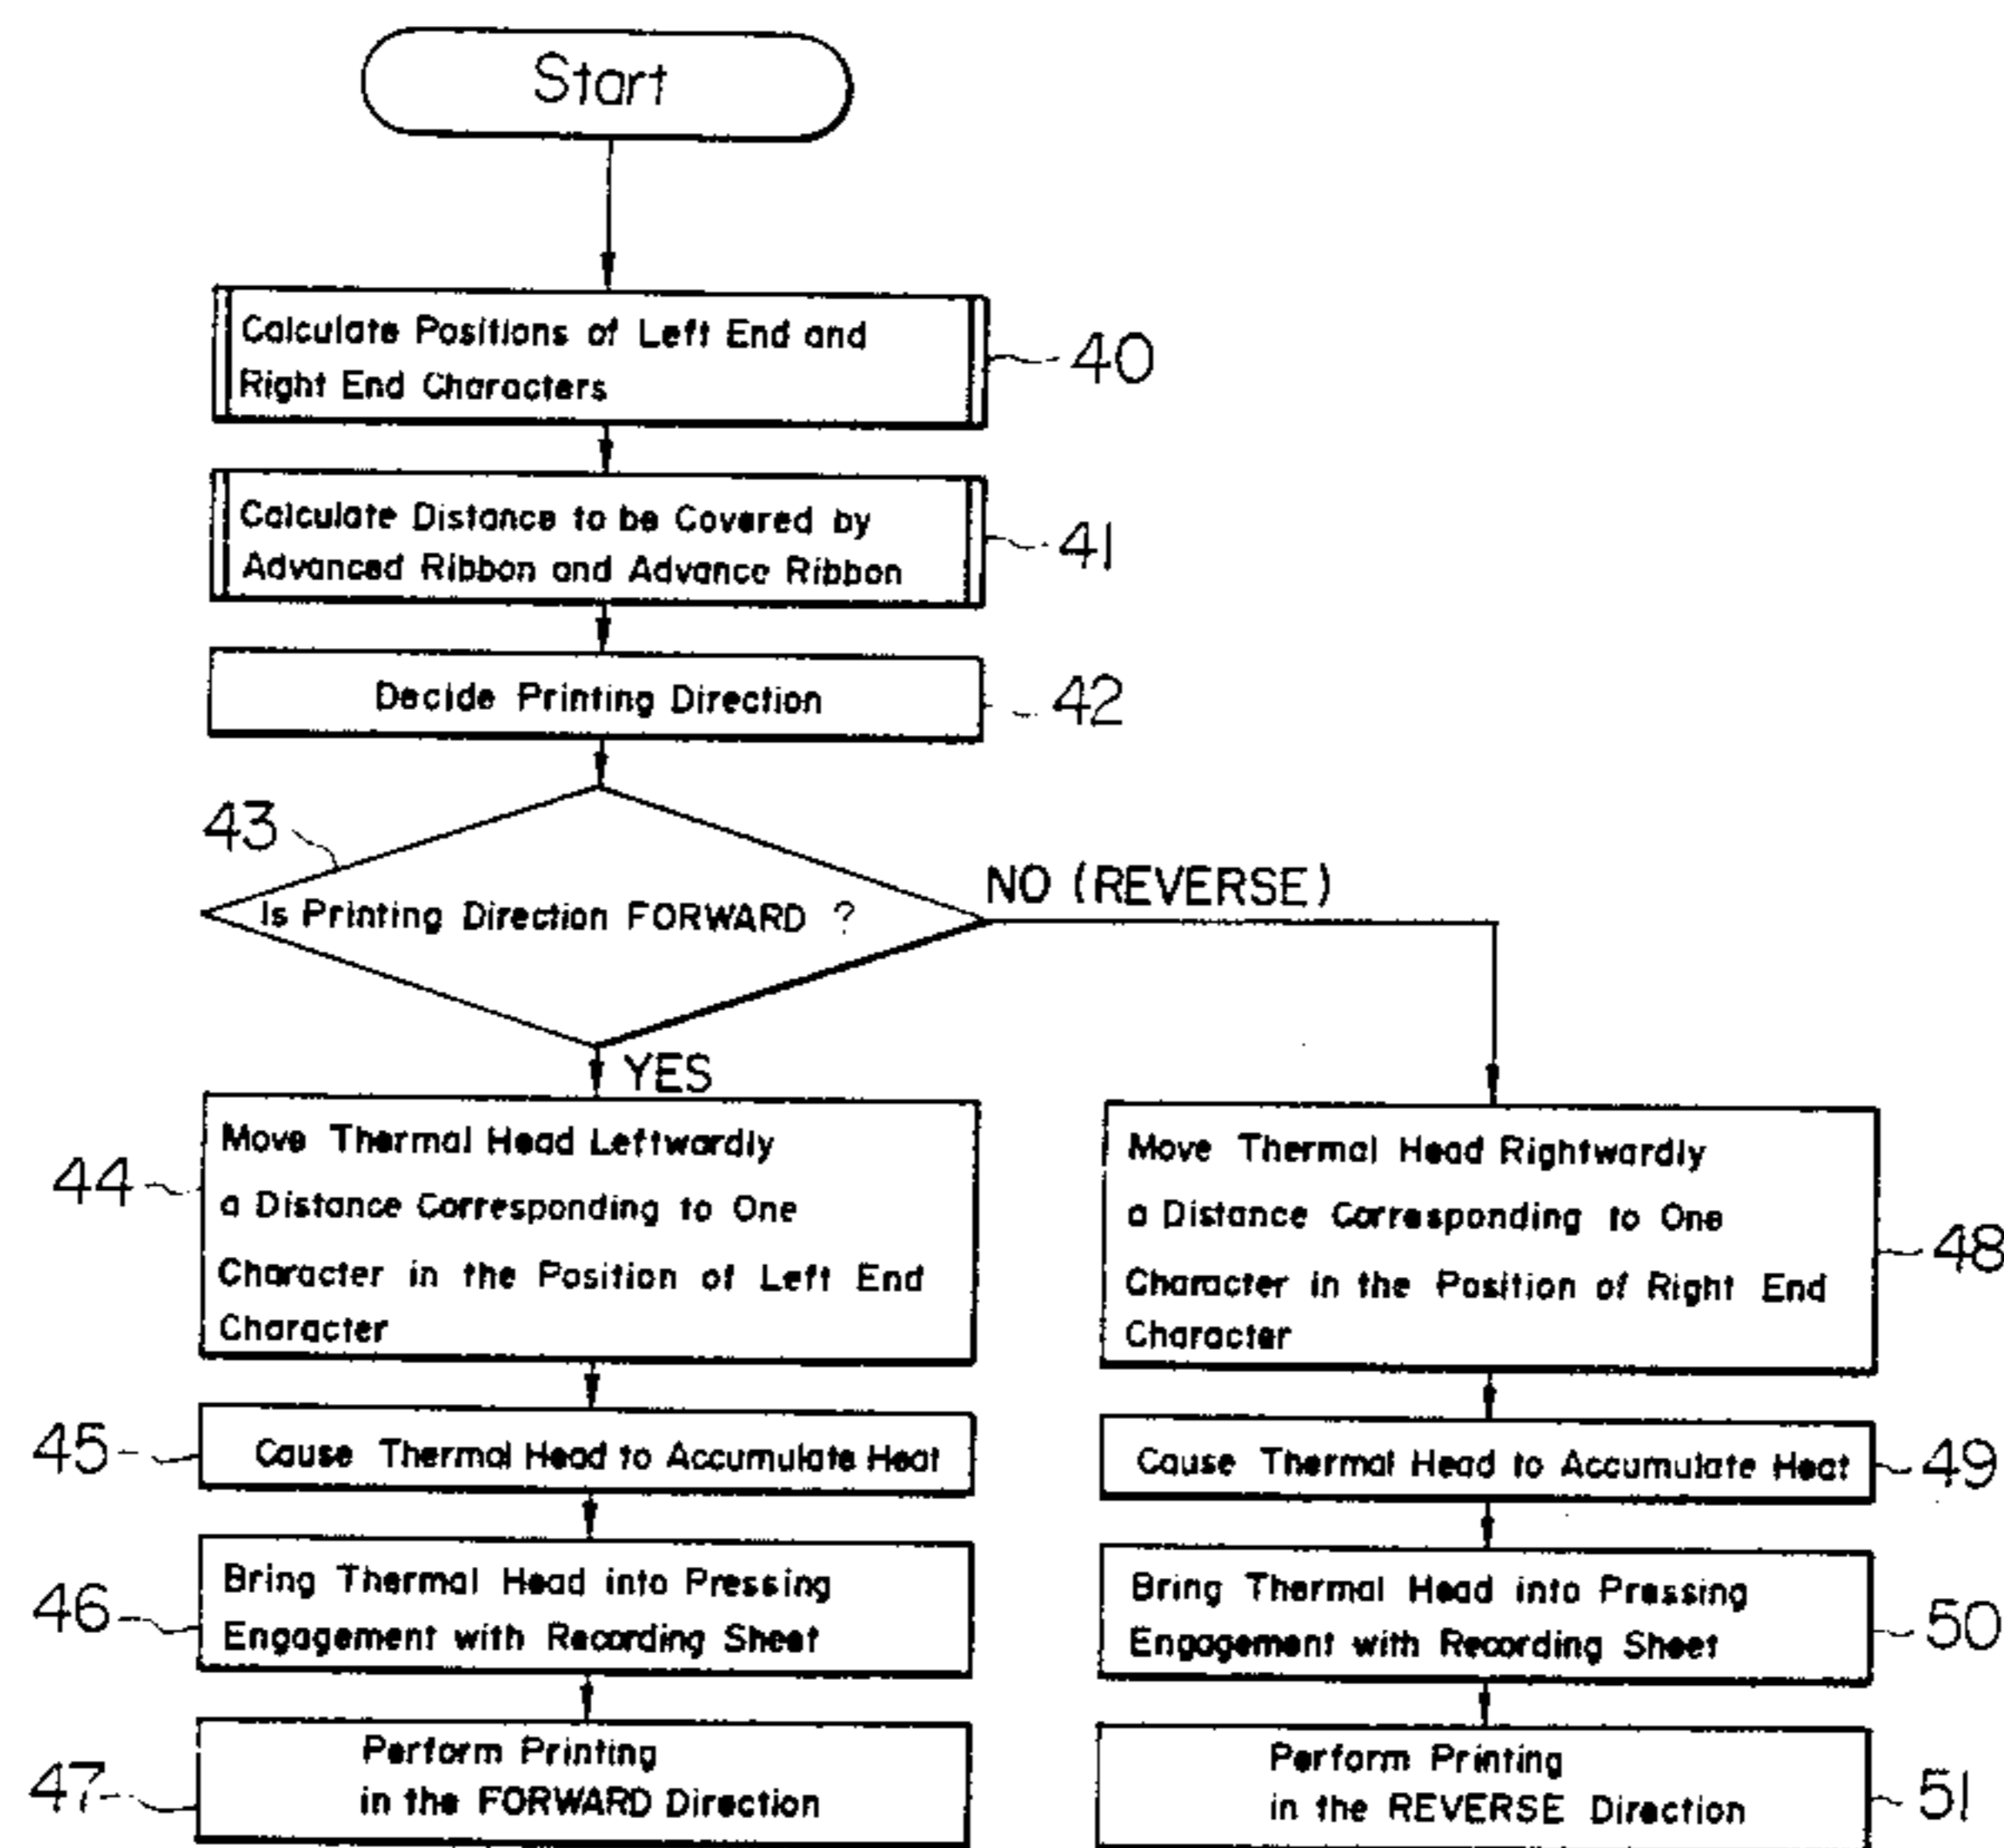 Start
Calculate Positions of Left End and
Right End Characters
40
Calculate Distance to be Covered by
Advanced Ribbon and Advance Ribbon
41
Decide Printing Direction
42
43
Is Printing Direction FORWARD ?
NO (REVERSE)
YES
44
Move Thermal Head Leftwardly
a Distance Corresponding to One
Character in the Position of Left End
Character
45
Cause Thermal Head to Accumulate Heat
46
Bring Thermal Head into Pressing
Engagement with Recording Sheet
47
Perform Printing
in the FORWARD Direction
Move Thermal Head Rightwardly
a Distance Corresponding to One
Character in the Position of Right End
Character
48
Cause Thermal Head to Accumulate Heat
49
Bring Thermal Head into Pressing
Engagement with Recording Sheet
50
Perform Printing
in the REVERSE Direction
51